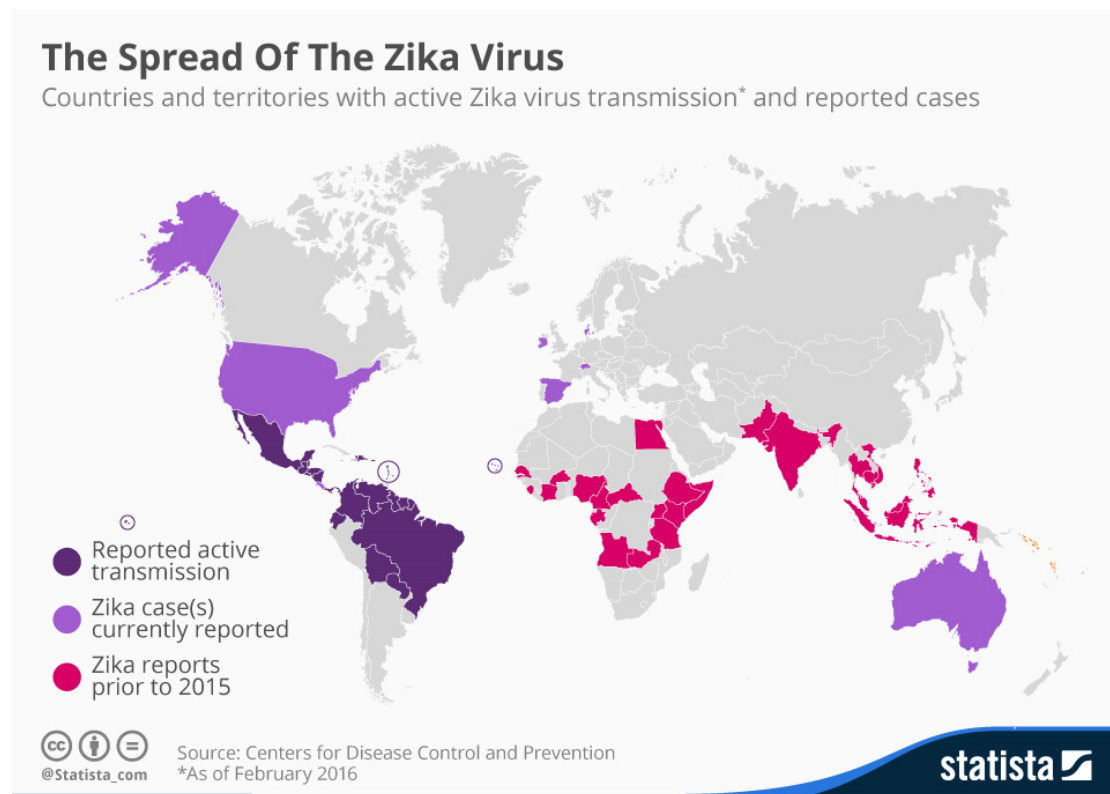 The Spread Of The Zika Virus
Countries and territories with active Zika virus transmission* and reported cases
Reported active
transmission
Zika case(s)
currently reported
Zika reports
prior to 2015
cc
@Statista_com
Source: Centers for Disease Control and Prevention
*As of February 2016
statista